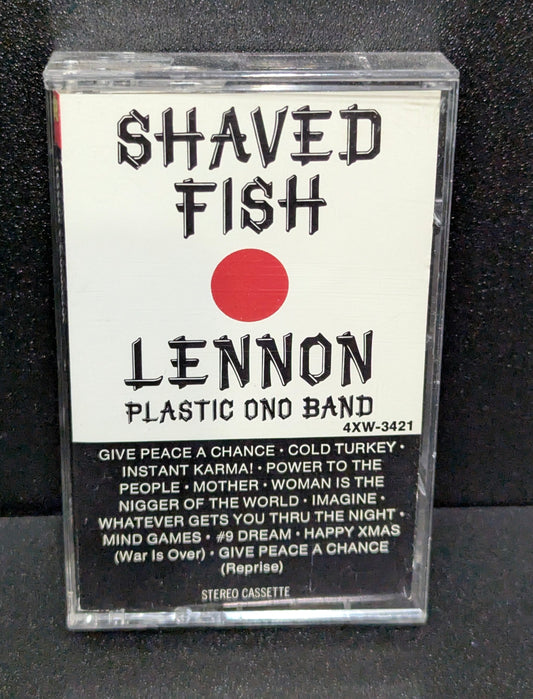 SHAVED
FISH
LENNON
PLASTIC ONO BAND
4XW-3421
GIVE PEACE A CHANCE • COLD TURKEY •
INSTANT KARMA! • POWER TO THE
PEOPLE • MOTHER • WOMAN IS THE
NIGGER OF THE WORLD • IMAGINE •
WHATEVER GETS YOU THRU THE NIGHT •
MIND GAMES • #9 DREAM • HAPPY XMAS
(War Is Over) • GIVE PEACE A CHANCE
(Reprise)
STEREO CASSETTE